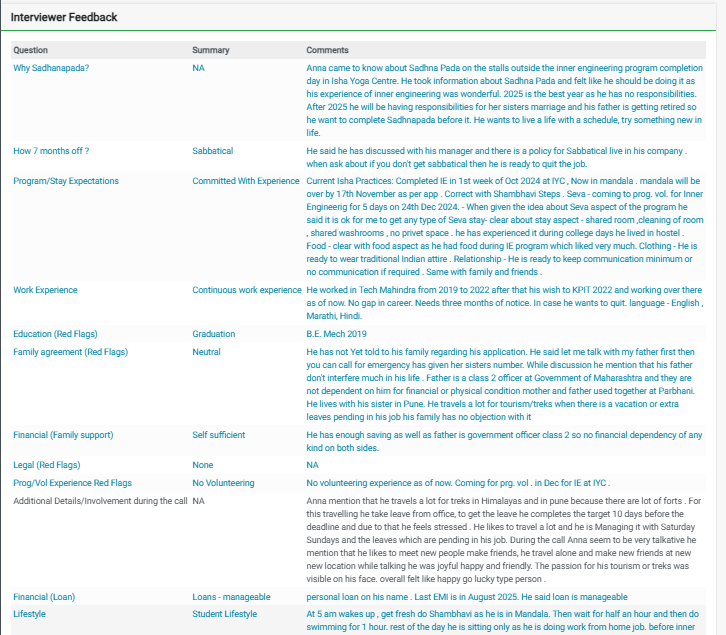 Interviewer Feedback
Question Summary Comments
Why Sadhanapada? NA Anna came to know about Sadhna Pada on the stalls outside the inner engineering program completion
day in Isha Yoga Centre. He took information about Sadhna Pada and felt like he should be doing it as
his experience of inner engineering was wonderful. 2025 is the best year as he has no responsibilities.
After 2025 he will be having responsibilities for her sisters marriage and his father is getting retired so
he want to complete Sadhnapada before it. He wants to live a life with a schedule, try something new in
life.
How 7 months off ? Sabbatical He said he has discussed with his manager and there is a policy for Sabbatical live in his company .
when ask about if you don't get sabbatical then he is ready to quit the job.
Program/Stay Expectations Committed With Experience Current Isha Practices: Completed IE in 1st week of Oct 2024 at IYC , Now in mandala . mandala will be
over by 17th November as per app . Correct with Shambhavi Steps . Seva - coming to prog. vol. for Inner
Engineerig for 5 days on 24th Dec 2024. - When given the idea about Seva aspect of the program he
said it is ok for me to get any type of Seva stay- clear about stay aspect - shared room ,cleaning of room
, shared washrooms , no privet space . he has experienced it during college days he lived in hostel .
Food - clear with food aspect as he had food during IE program which liked very much. Clothing - He is
ready to wear traditional Indian attire . Relationship - He is ready to keep communication minimum or
no communication if required . Same with family and friends .
Work Experience Continuous work experience He worked in Tech Mahindra from 2019 to 2022 after that his wish to KPIT 2022 and working over there
as of now. No gap in career. Needs three months of notice. In case he wants to quit. language - English ,
Marathi, Hindi.
Education (Red Flags) Graduation B.E. Mech 2019
Family agreement (Red Flags) Neutral He has not Yet told to his family regarding his application. He said let me talk with my father first then
you can call for emergency has given her sisters number. While discussion he mention that his father
don't interfere much in his life . Father is a class 2 officer at Government of Maharashtra and they are
not dependent on him for financial or physical condition mother and father used together at Parbhani.
He lives with his sister in Pune. He travels a lot for tourism/treks when there is a vacation or extra
leaves pending in his job his family has no objection with it
Financial (Family support) Self sufficient He has enough saving as well as father is government officer class 2 so no financial dependency of any
kind on both sides.
Legal (Red Flags) None NA
Prog/Vol Experience Red Flags No Volunteering No volunteering experience as of now. Coming for prg. vol . in Dec for IE at IYC .
Additional Details/Involvement during the call NA Anna mention that he travels a lot for treks in Himalayas and in pune because there are lot of forts . For
this travelling he take leave from office, to get the leave he completes the target 10 days before the
deadline and due to that he feels stressed . He likes to travel a lot and he is Managing it with Saturday
Sundays and the leaves which are pending in his job. During the call Anna seem to be very talkative he
mention that he likes to meet new people make friends, he travel alone and make new friends at new
new location while talking he was joyful happy and friendly. The passion for his tourism or treks was
visible on his face. overall felt like happy go lucky type person .
Financial (Loan) Loans - manageable personal loan on his name . Last EMI is in August 2025. He said loan is manageable
Lifestyle Student Lifestyle At 5 am wakes up , get fresh do Shambhavi as he is in Mandala. Then wait for half an hour and then do
swimming for 1 hour. rest of the day he is sitting only as he is doing work from home job. before inner